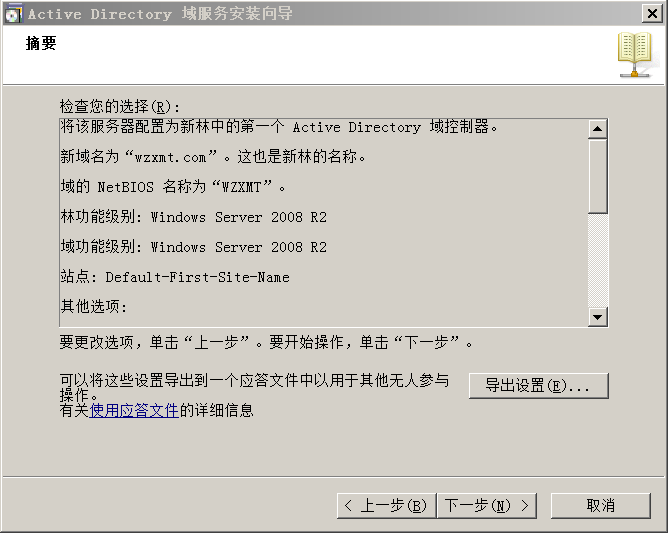 Active Directory 域服务安装向导
摘要
检查您的选择(R):
将该服务器配置为新林中的第一个 Active Directory 域控制器。
新域名为“wzxmt.com”。这也是新林的名称。
域的 NetBIOS 名称为“WZXMT”。
林功能级别: Windows Server 2008 R2
域功能级别: Windows Server 2008 R2
站点: Default-First-Site-Name
其他选项:
要更改选项，单击“上一步”。要开始操作，单击“下一步”。
可以将这些设置导出到一个应答文件中以用于其他无人参与
操作。
导出设置(E)...
有关使用应答文件的详细信息
< 上一步(B)
下一步(N) >
取消